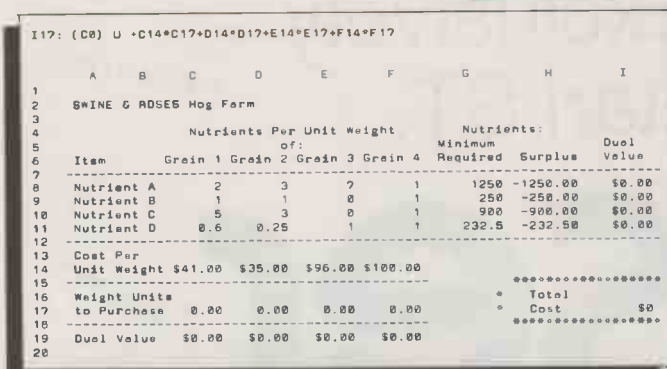 I17: (C0) U +C14*C17+D14*D17+E14*E17+F14*F17
A B C D E F G H I
1
2 SWINE & ROSES Hog Farm
3
4 Nutrients Per Unit Weight Nutrients:
5 of: Minimum Dual
6 Item Grain 1 Grain 2 Grain 3 Grain 4 Required Surplus Value
7 ------------------------------------------------------------
8 Nutrient A 2 3 7 1 1250 -1250.00 $0.00
9 Nutrient B 1 1 0 1 250 -250.00 $0.00
10 Nutrient C 5 3 0 1 900 -900.00 $0.00
11 Nutrient D 0.6 0.25 1 1 232.5 -232.50 $0.00
12 ------------------------------------------------------------
13 Cost Per
14 Unit Weight $41.00 $35.00 $96.00 $100.00
15 ---------------------------------------- ********************
16 Weight Units * Total
17 to Purchase 0.00 0.00 0.00 0.00 * Cost $0
18 ---------------------------------------- ********************
19 Dual Value $0.00 $0.00 $0.00 $0.00
20